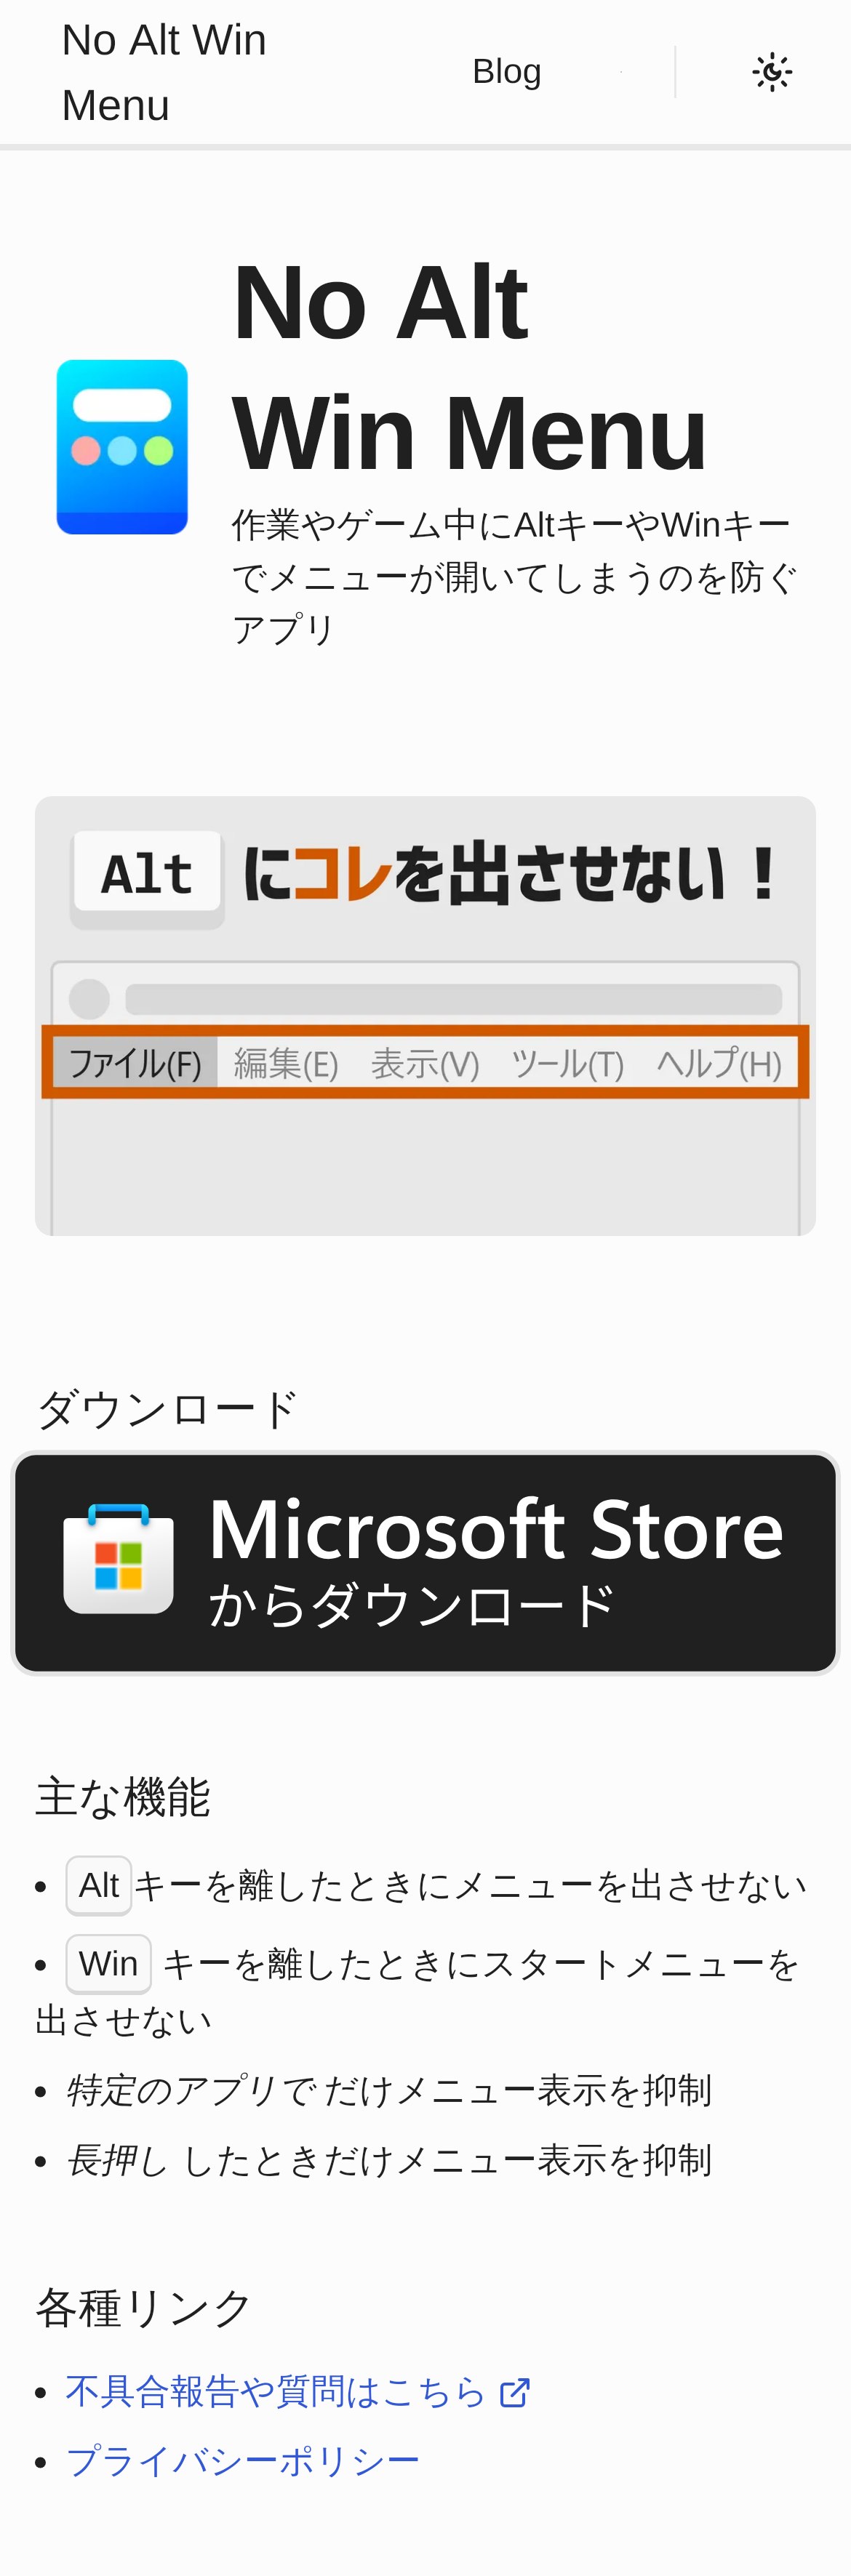 No Alt Win
Menu
Blog
No Alt
Win Menu
作業やゲーム中にAltキーやWinキー
でメニューが開いてしまうのを防ぐ
アプリ
Alt にコレを出させない！
ファイル(F) 編集(E) 表示(V) ツール(T) ヘルプ(H)
ダウンロード
Microsoft Store
からダウンロード
主な機能
• Alt キーを離したときにメニューを出させない
• Win キーを離したときにスタートメニューを
出させない
• 特定のアプリで だけメニュー表示を抑制
• 長押し したときだけメニュー表示を抑制
各種リンク
• 不具合報告や質問はこちら
• プライバシーポリシー